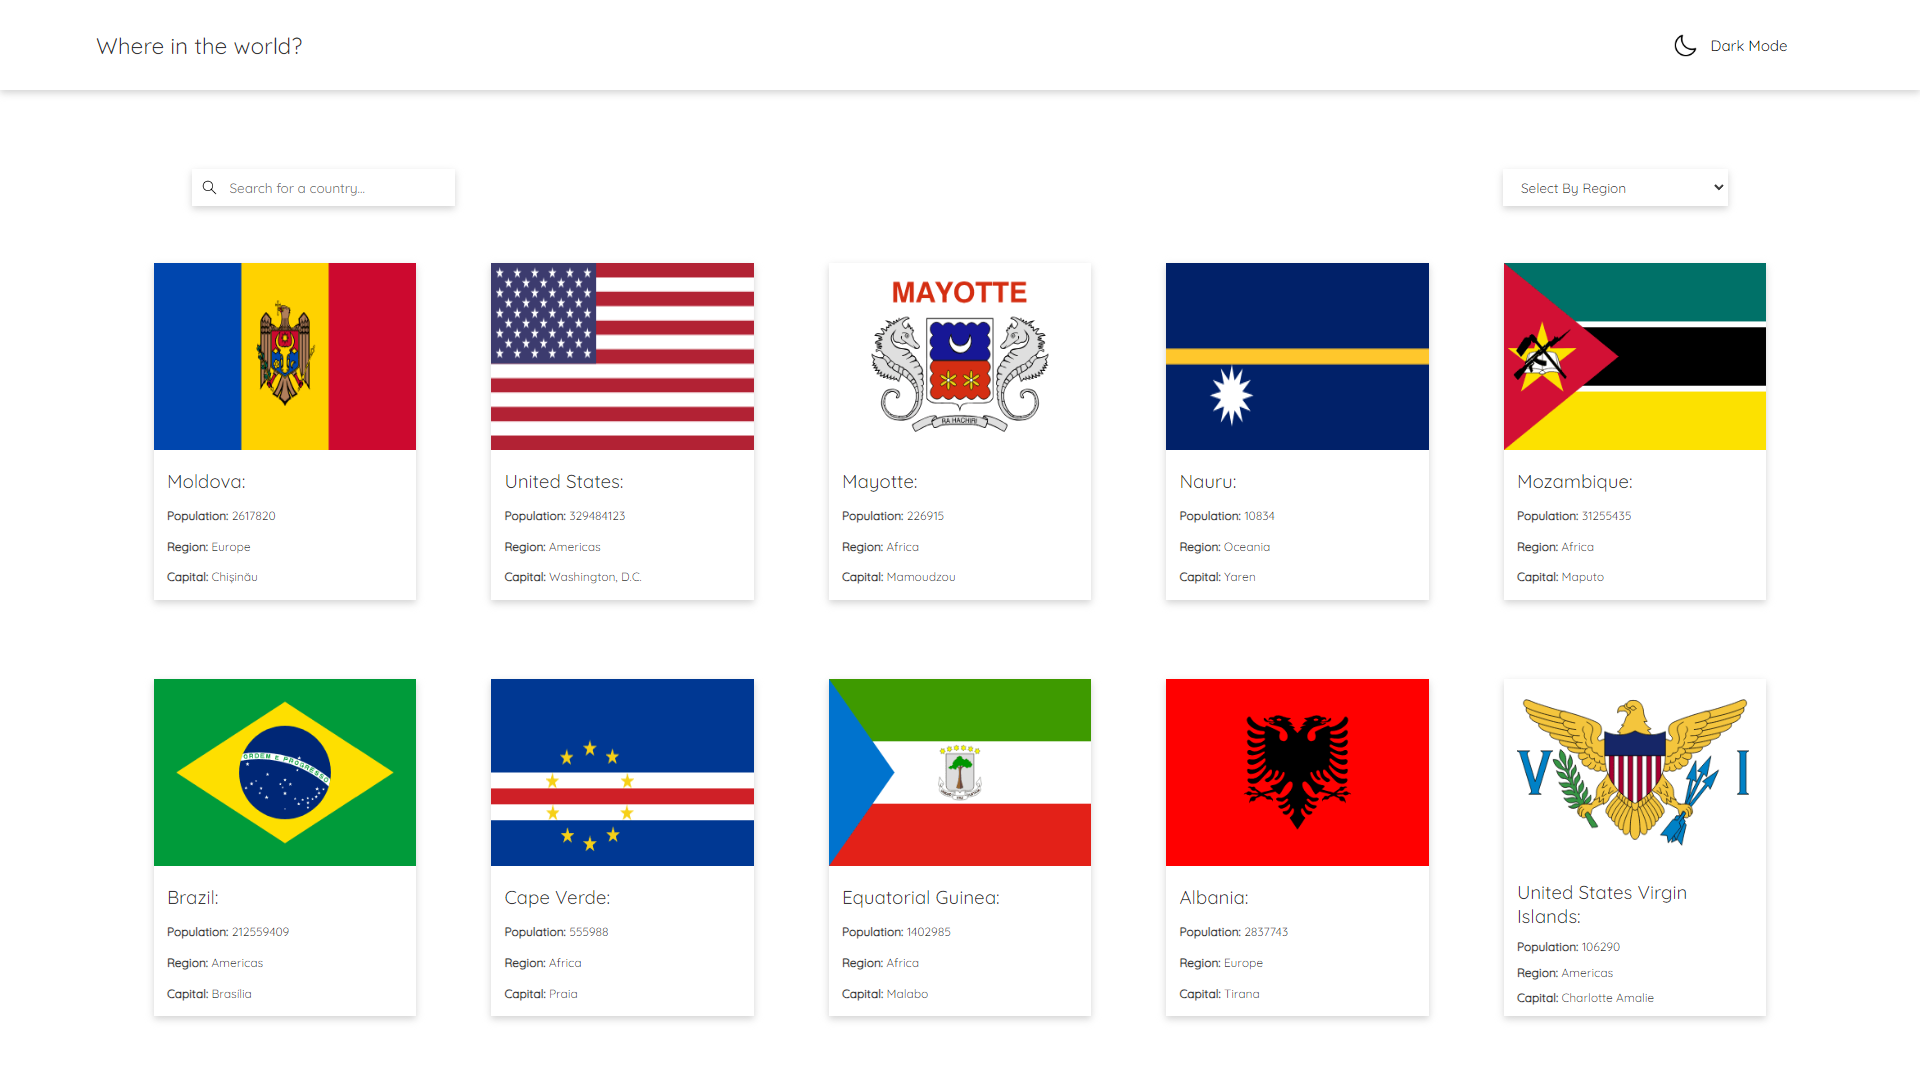 Where in the world?
Dark Mode
Search for a country...
Select By Region
MAYOTTE
RA HACHIRI
Moldova:
Population: 2617820
Region: Europe
Capital: Chișinău
United States:
Population: 329484123
Region: Americas
Capital: Washington, D.C.
Mayotte:
Population: 226915
Region: Africa
Capital: Mamoudzou
Nauru:
Population: 10834
Region: Oceania
Capital: Yaren
Mozambique:
Population: 31255435
Region: Africa
Capital: Maputo
ORDEM E PROGRESSO
V I
Brazil:
Population: 212559409
Region: Americas
Capital: Brasília
Cape Verde:
Population: 555988
Region: Africa
Capital: Praia
Equatorial Guinea:
Population: 1402985
Region: Africa
Capital: Malabo
Albania:
Population: 2837743
Region: Europe
Capital: Tirana
United States Virgin
Islands:
Population: 106290
Region: Americas
Capital: Charlotte Amalie